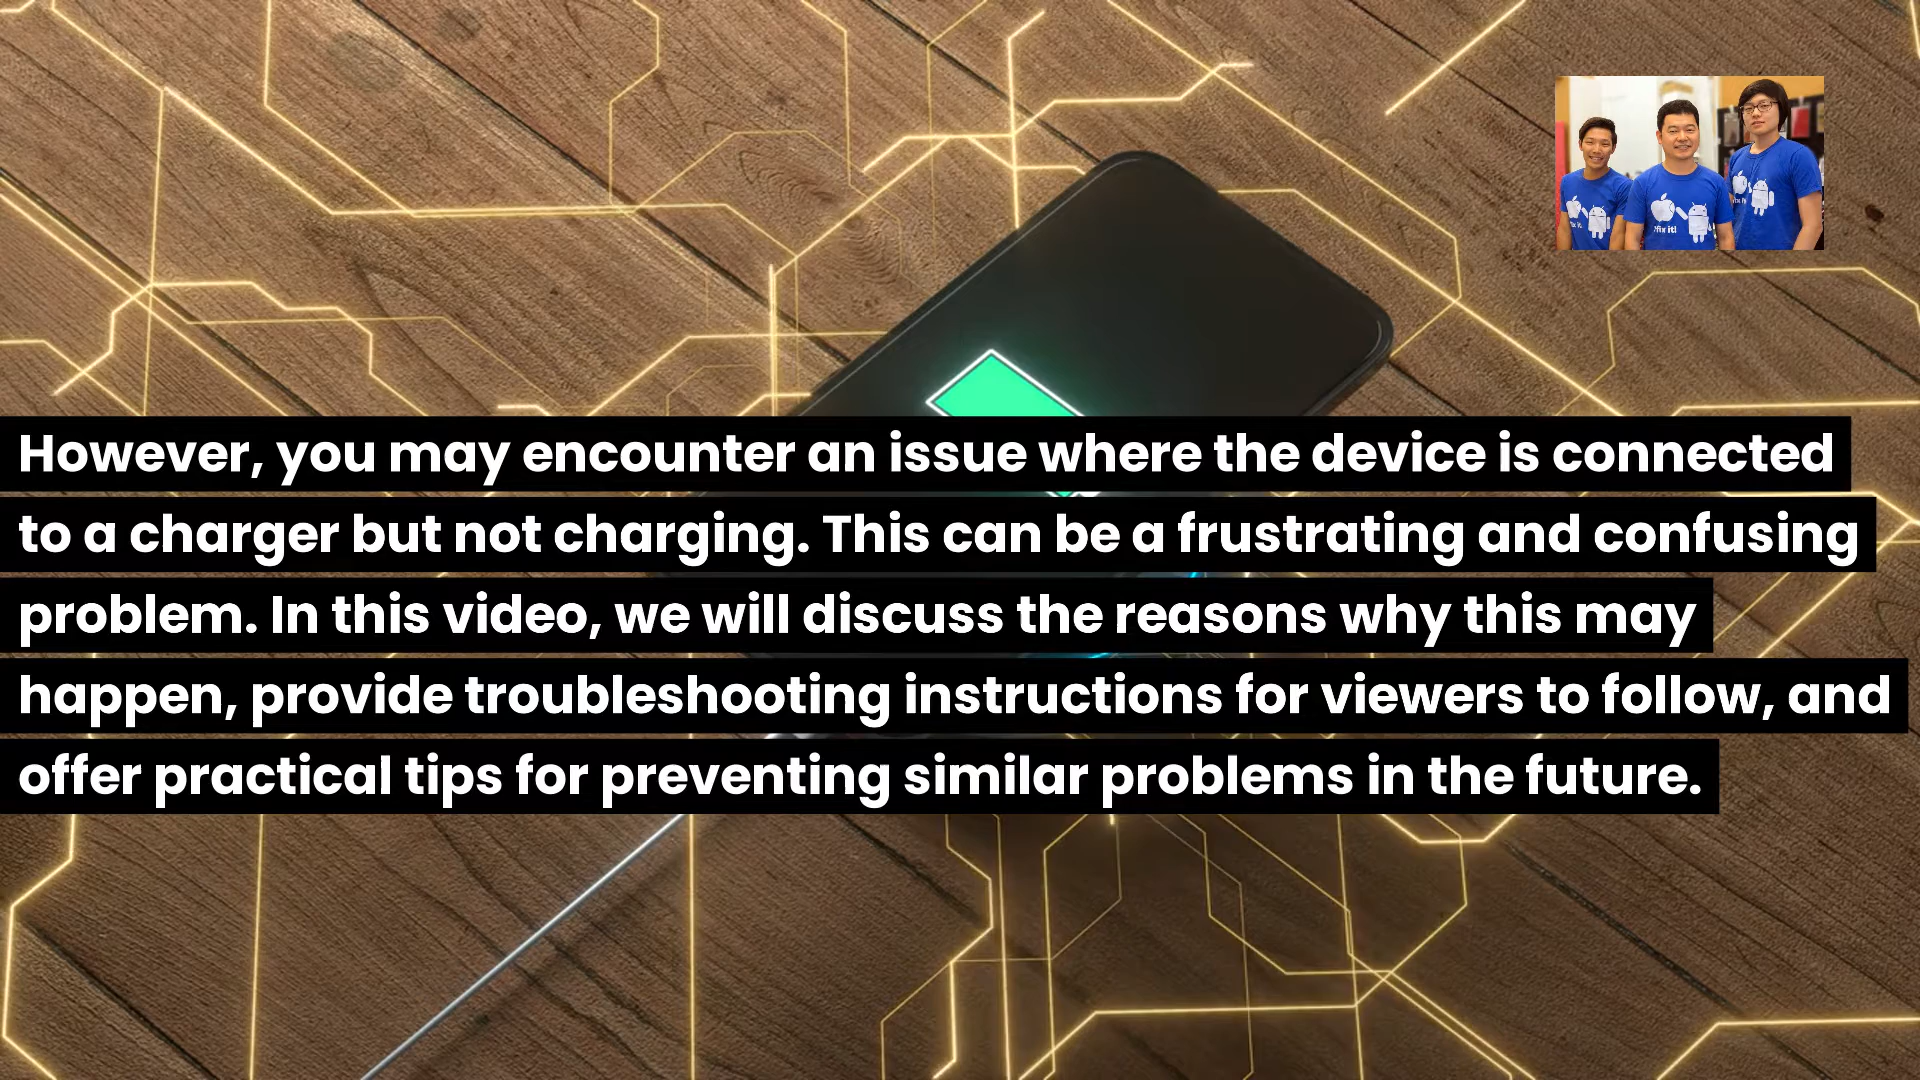 fix it!
However, you may encounter an issue where the device is connected
to a charger but not charging. This can be a frustrating and confusing
problem. In this video, we will discuss the reasons why this may
happen, provide troubleshooting instructions for viewers to follow, and
offer practical tips for preventing similar problems in the future.